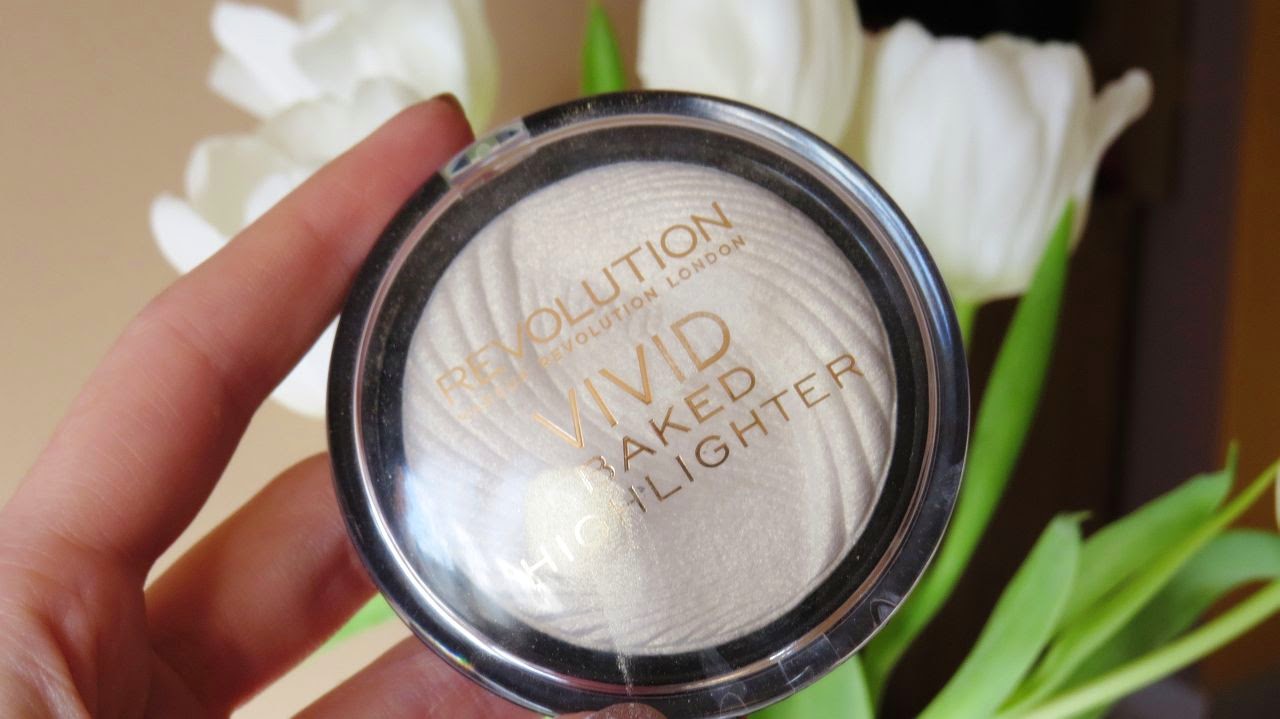 REVOLUTION
MAKEUP REVOLUTION LONDON
VIVID
BAKED
HIGHLIGHTER